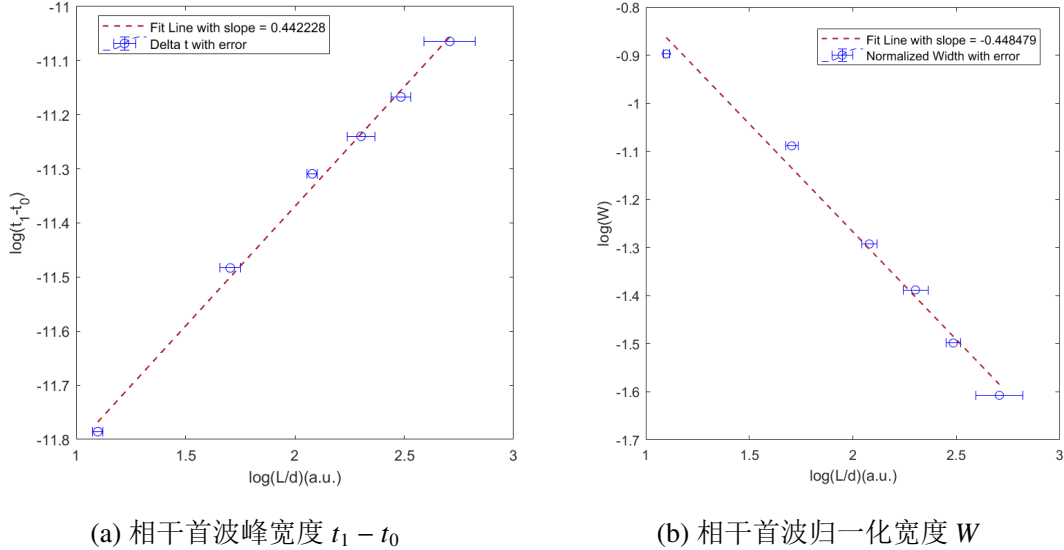 -11
-11.1
-11.2
-11.3
-11.4
-11.5
-11.6
-11.7
-11.8
log(t1-t0)
Fit Line with slope = 0.442228
Delta t with error
1
1.5
2
2.5
3
log(L/d)(a.u.)
(a) 相干首波峰宽度 t1 − t0
-0.8
-0.9
-1
-1.1
-1.2
-1.3
-1.4
-1.5
-1.6
-1.7
log(W)
Fit Line with slope = -0.448479
Normalized Width with error
1
1.5
2
2.5
3
log(L/d)(a.u.)
(b) 相干首波归一化宽度 W